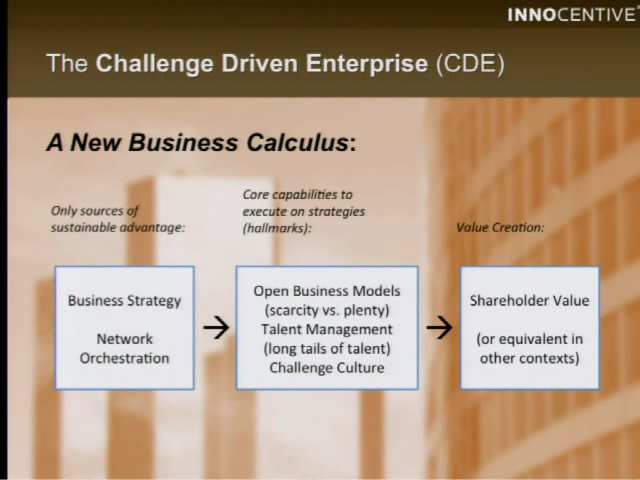 INNOCENTIVE™
The Challenge Driven Enterprise (CDE)
A New Business Calculus:
Only sources of
sustainable advantage:
Core capabilities to
execute on strategies
(hallmarks):
Value Creation:
Business Strategy
Network
Orchestration
→
Open Business Models
(scarcity vs. plenty)
Talent Management
(long tails of talent)
Challenge Culture
→
Shareholder Value
(or equivalent in
other contexts)